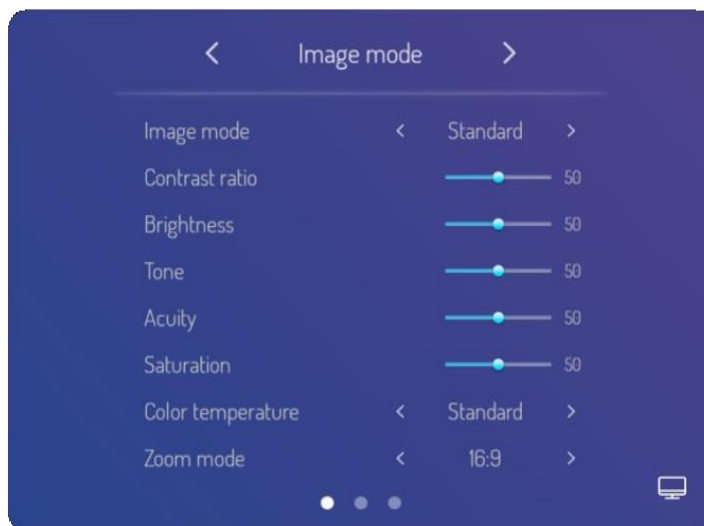 Image mode
Image mode < Standard >
Contrast ratio 50
Brightness 50
Tone 50
Acuity 50
Saturation 50
Color temperature < Standard >
Zoom mode < 16:9 >